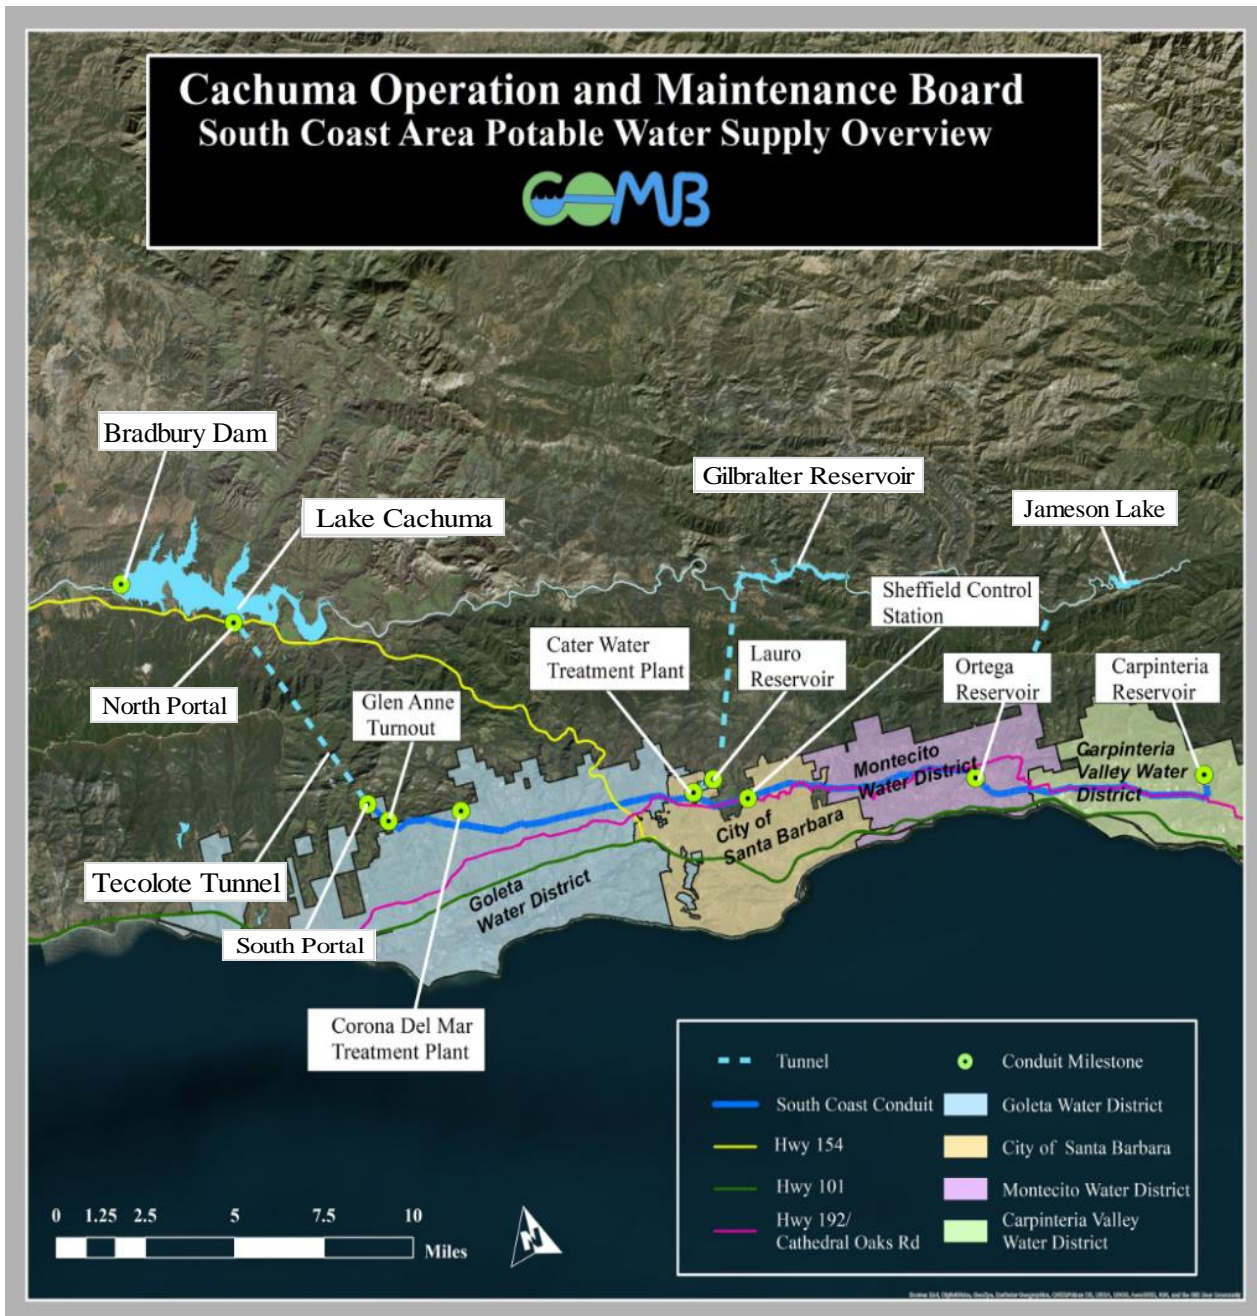 Cachuma Operation and Maintenance Board
South Coast Area Potable Water Supply Overview
COMB
Bradbury Dam
Lake Cachuma
Gilbralter Reservoir
Jameson Lake
Sheffield Control
Station
Cater Water
Treatment Plant
Lauro
Reservoir
Ortega
Reservoir
Carpinteria
Reservoir
North Portal
Glen Anne
Turnout
Montecito
Water District
Carpinteria
Valley Water
District
City of
Santa Barbara
Tecolote Tunnel
Goleta
Water District
South Portal
Corona Del Mar
Treatment Plant
Tunnel
South Coast Conduit
Hwy 154
Hwy 101
Hwy 192/
Cathedral Oaks Rd
Conduit Milestone
Goleta Water District
City of Santa Barbara
Montecito Water District
Carpinteria Valley
Water District
0 1.25 2.5 5 7.5 10
Miles
N